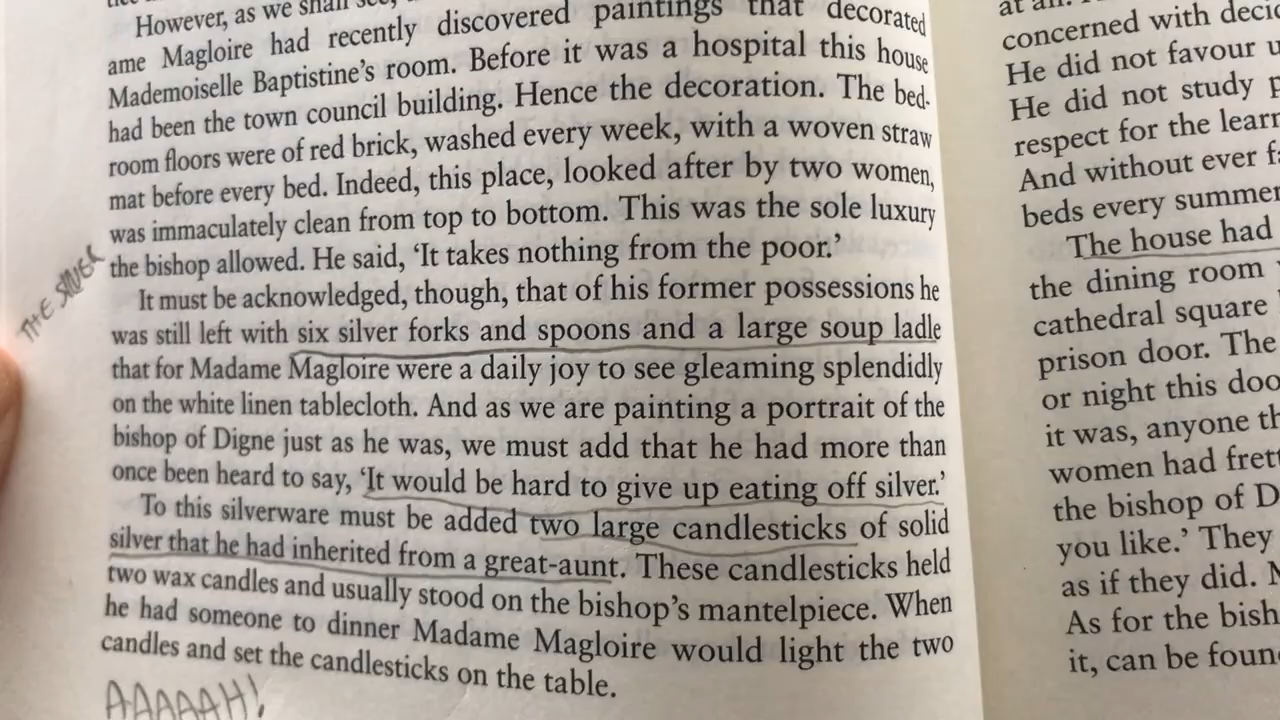 However, as we shall see,
ame Magloire had recently discovered paintings that decorated
Mademoiselle Baptistine's room. Before it was a hospital this house
had been the town council building. Hence the decoration. The bed-
room floors were of red brick, washed every week, with a woven straw
mat before every bed. Indeed, this place, looked after by two women,
was immaculately clean from top to bottom. This was the sole luxury
the bishop allowed. He said, ‘It takes nothing from the poor.’
THE SILVER
It must be acknowledged, though, that of his former possessions he
was still left with six silver forks and spoons and a large soup ladle
that for Madame Magloire were a daily joy to see gleaming splendidly
on the white linen tablecloth. And as we are painting a portrait of the
bishop of Digne just as he was, we must add that he had more than
once been heard to say, ‘It would be hard to give up eating off silver.’
To this silverware must be added two large candlesticks of solid
silver that he had inherited from a great-aunt. These candlesticks held
two wax candles and usually stood on the bishop's mantelpiece. When
he had someone to dinner Madame Magloire would light the two
candles and set the candlesticks on the table.
AAAAAH!
at all.
concerned with
He did not favour
He did not study
respect for the
And without ever
beds every summer
The house had
the dining room
cathedral square
prison door. The
or night this
it was, anyone
women had
the bishop of
you like.’ They
as if they did.
As for the
it, can be